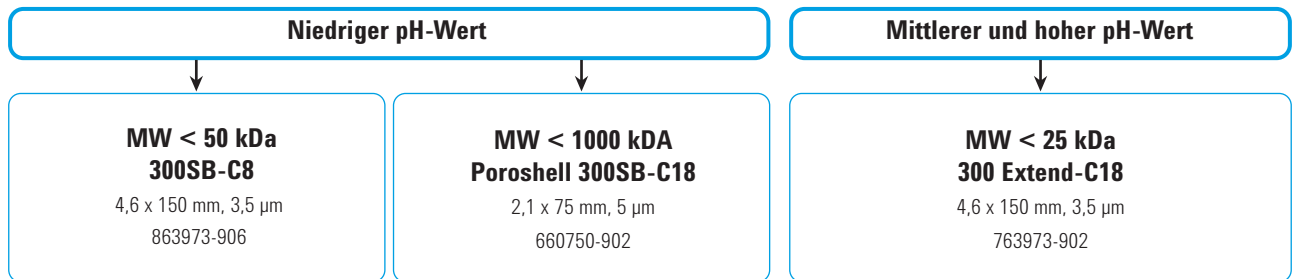 Niedriger pH-Wert
Mittlerer und hoher pH-Wert
MW < 50 kDa
300SB-C8
4,6 x 150 mm, 3,5 µm
863973-906
MW < 1000 kDA
Poroshell 300SB-C18
2,1 x 75 mm, 5 µm
660750-902
MW < 25 kDa
300 Extend-C18
4,6 x 150 mm, 3,5 µm
763973-902